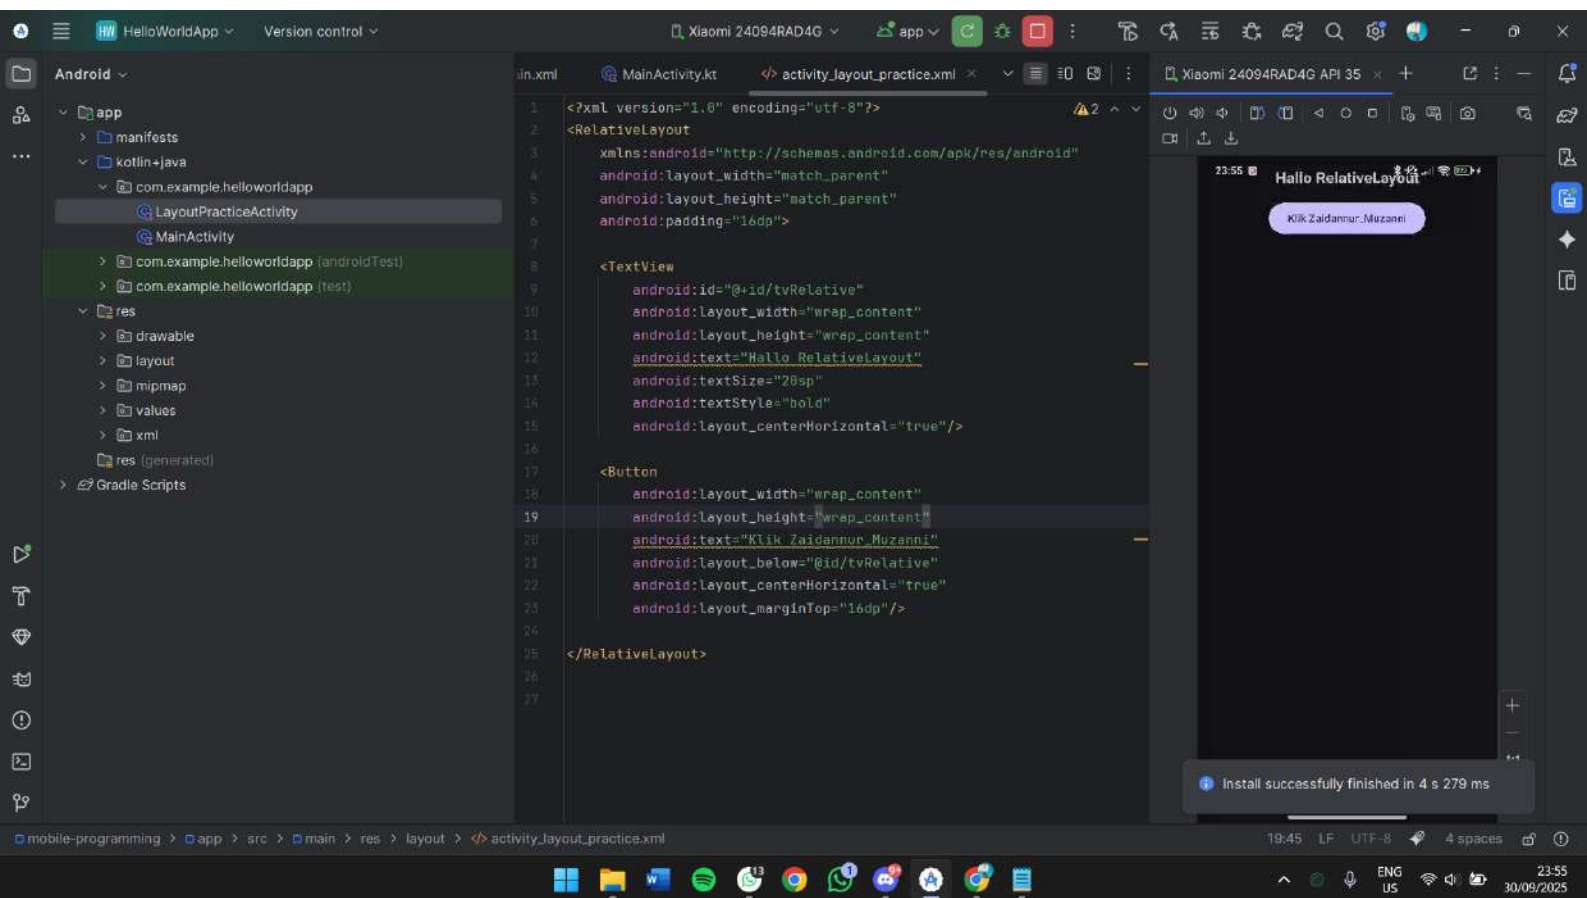 HW HelloWorldApp Version control Xiaomi 24094RAD4G app
Android
in.xml MainActivity.kt activity_layout_practice.xml Xiaomi 24094RAD4G API 35
app
manifests
kotlin+java
com.example.helloworldapp
LayoutPracticeActivity
MainActivity
com.example.helloworldapp (androidTest)
com.example.helloworldapp (test)
res
drawable
layout
mipmap
values
xml
res (generated)
Gradle Scripts
2
1 <?xml version="1.0" encoding="utf-8"?>
2 <RelativeLayout
3 xmlns:android="http://schemas.android.com/apk/res/android"
4 android:layout_width="match_parent"
5 android:layout_height="match_parent"
6 android:padding="16dp">
7
8 <TextView
9 android:id="@+id/tvRelative"
10 android:layout_width="wrap_content"
11 android:layout_height="wrap_content"
12 android:text="Hallo RelativeLayout"
13 android:textSize="20sp"
14 android:textStyle="bold"
15 android:layout_centerHorizontal="true"/>
16
17 <Button
18 android:layout_width="wrap_content"
19 android:layout_height="wrap_content"
20 android:text="Klik Zaidannur_Muzanni"
21 android:layout_below="@id/tvRelative"
22 android:layout_centerHorizontal="true"
23 android:layout_marginTop="16dp"/>
24
25 </RelativeLayout>
26
27
23:55
Hallo RelativeLayout
Klik Zaidannur_Muzanni
1:1
Install successfully finished in 4 s 279 ms
mobile-programming > app > src > main > res > layout > activity_layout_practice.xml
19:45 LF UTF-8 4 spaces
13 1
ENG
US
23:55
30/09/2025